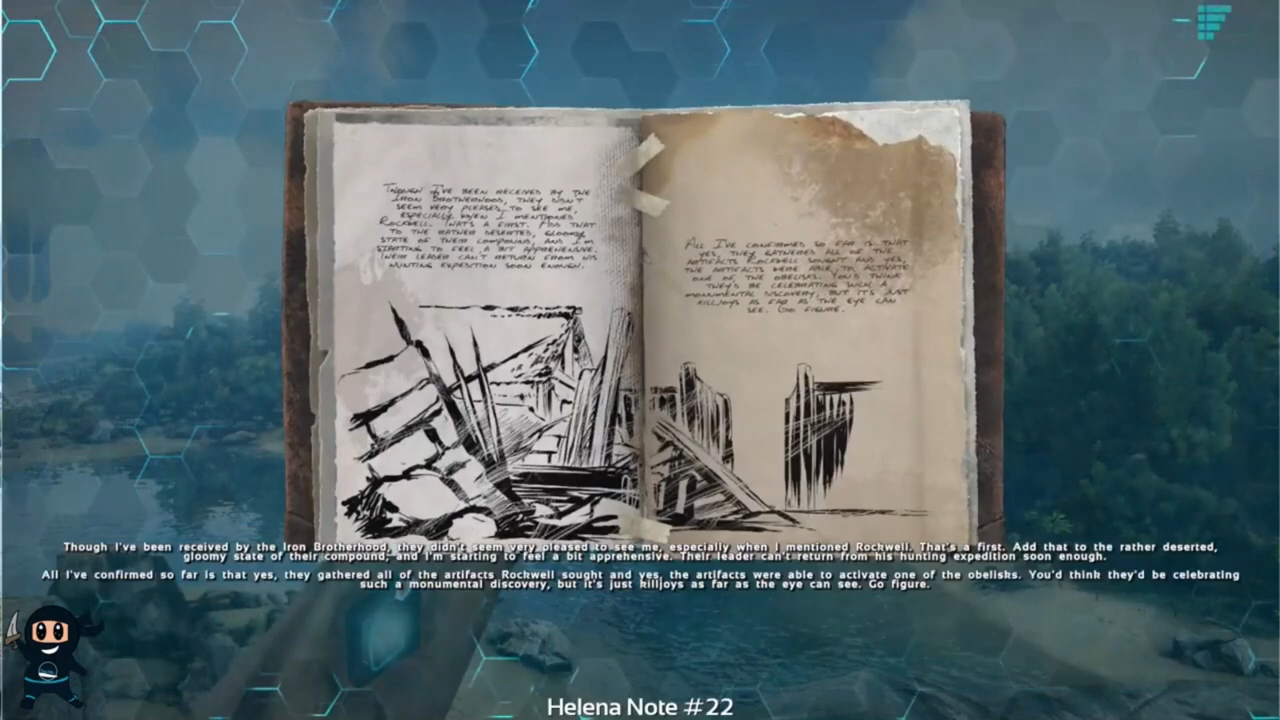 Though I've been received by the
Iron Brotherhood, they didn't
seem very pleased to see me,
especially when I mentioned
Rockwell. That's a first. Add that
to the rather deserted, gloomy
state of their compound, and I'm
starting to feel a bit apprehensive.
Their leader can't return from his
hunting expedition soon enough.
All I've confirmed so far is that
yes, they gathered all of the
artifacts Rockwell sought and yes,
the artifacts were able to activate
one of the obelisks. You'd think
they'd be celebrating such a
monumental discovery, but it's just
killjoys as far as the eye can
see. Go figure.
Though I've been received by the Iron Brotherhood, they didn't seem very pleased to see me, especially when I mentioned Rockwell. That's a first. Add that to the rather deserted,
gloomy state of their compound, and I'm starting to feel a bit apprehensive. Their leader can't return from his hunting expedition soon enough.
All I've confirmed so far is that yes, they gathered all of the artifacts Rockwell sought and yes, the artifacts were able to activate one of the obelisks. You'd think they'd be celebrating
such a monumental discovery, but it's just killjoys as far as the eye can see. Go figure.
Helena Note #22